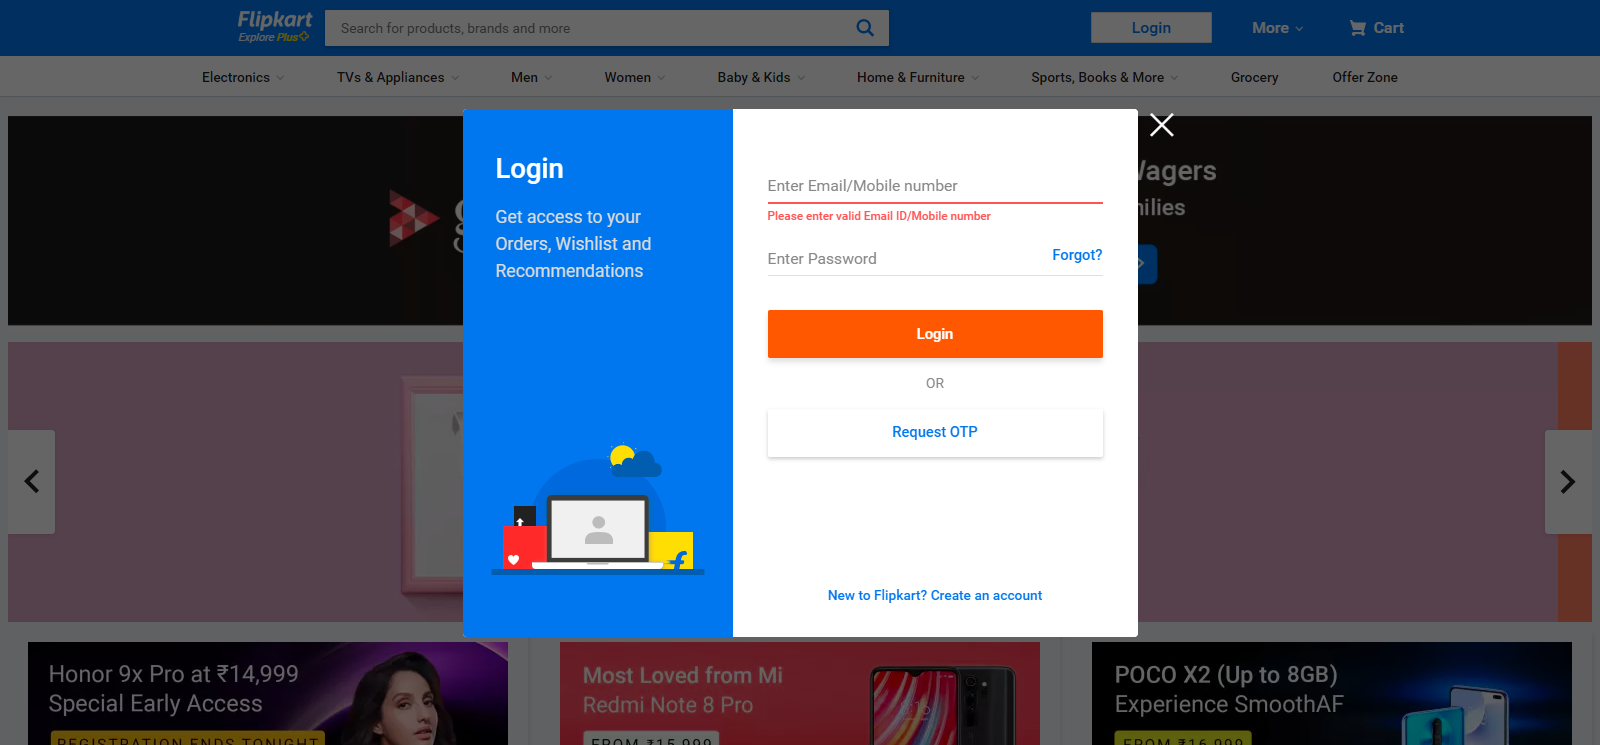 Flipkart
Explore Plus
Search for products, brands and more
Login
More
Cart
Electronics
TVs & Appliances
Men
Women
Baby & Kids
Home & Furniture
Sports, Books & More
Grocery
Offer Zone
Login
Get access to your
Orders, Wishlist and
Recommendations
Enter Email/Mobile number
Please enter valid Email ID/Mobile number
Enter Password
Forgot?
Login
OR
Request OTP
New to Flipkart? Create an account
Honor 9x Pro at ₹14,999
Special Early Access
REGISTRATION ENDS TONIGHT
Most Loved from Mi
Redmi Note 8 Pro
FROM ₹15,999
POCO X2 (Up to 8GB)
Experience SmoothAF
FROM ₹16,999